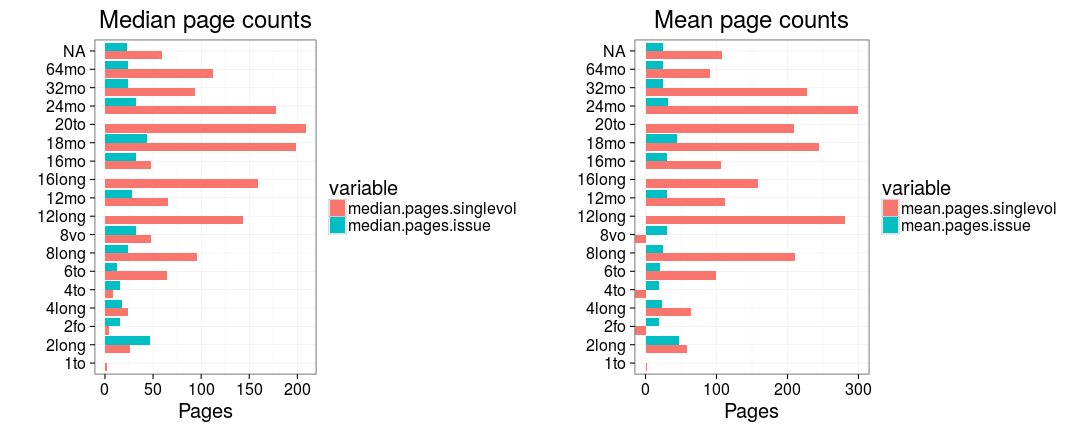 Median page counts
NA
64mo
32mo
24mo
20to
18mo
16mo
16long
12mo
12long
8vo
8long
6to
4to
4long
2fo
2long
1to
0 50 100 150 200
Pages
variable
median.pages.singlevol
median.pages.issue
Mean page counts
NA
64mo
32mo
24mo
20to
18mo
16mo
16long
12mo
12long
8vo
8long
6to
4to
4long
2fo
2long
1to
0 100 200 300
Pages
variable
mean.pages.singlevol
mean.pages.issue